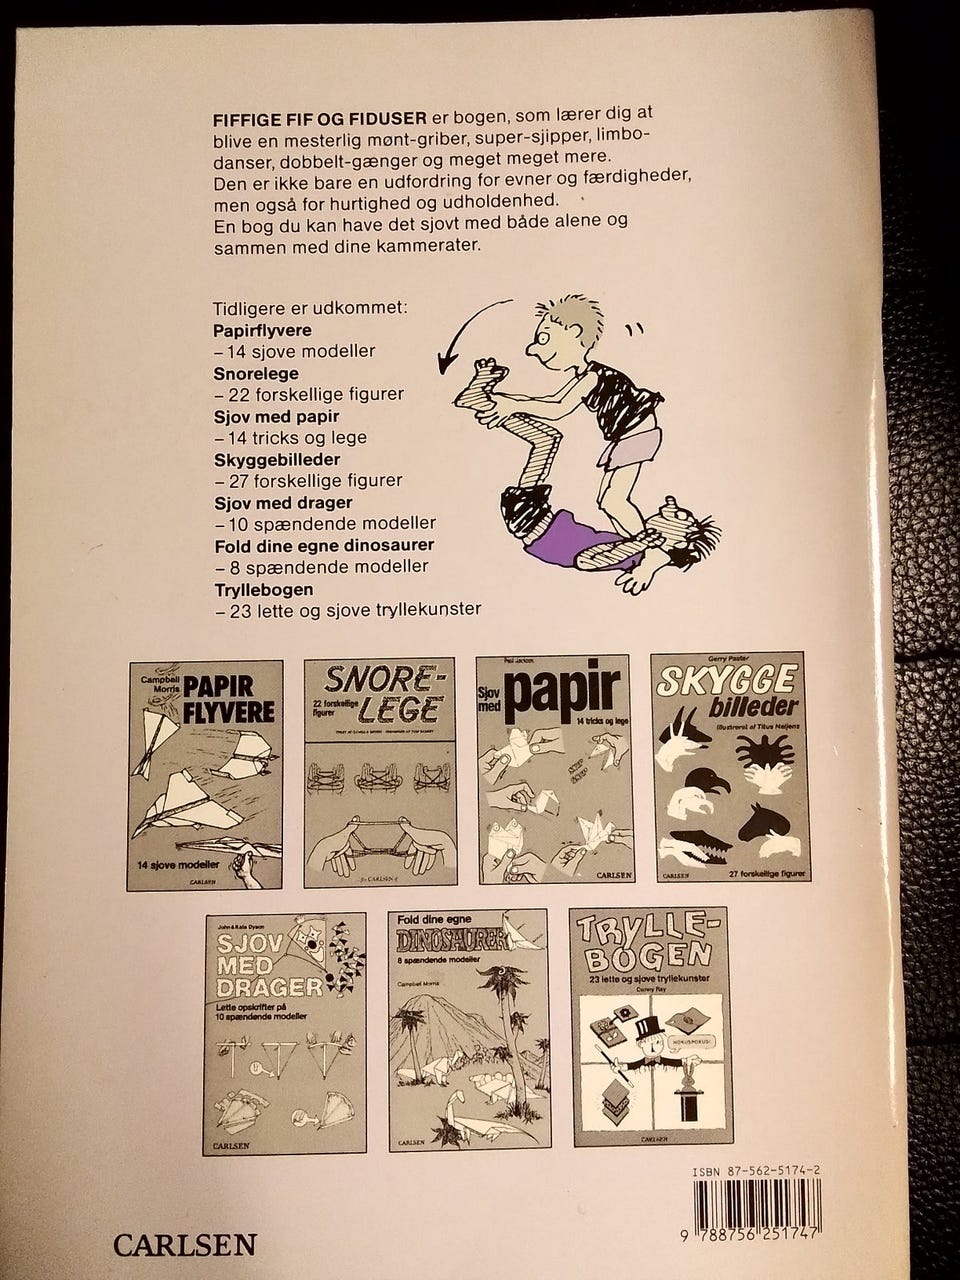 FIFFIGE FIF OG FIDUSER er bogen, som lærer dig at
blive en mesterlig mønt-griber, super-sjipper, limbo-
danser, dobbelt-gænger og meget meget mere.
Den er ikke bare en udfordring for evner og færdigheder,
men også for hurtighed og udholdenhed.
En bog du kan have det sjovt med både alene og
sammen med dine kammerater.
Tidligere er udkommet:
Papirflyvere
– 14 sjove modeller
Snorelege
– 22 forskellige figurer
Sjov med papir
– 14 tricks og lege
Skyggebilleder
– 27 forskellige figurer
Sjov med drager
– 10 spændende modeller
Fold dine egne dinosaurer
– 8 spændende modeller
Tryllebogen
– 23 lette og sjove tryllekunster
Campbell
Morris
PAPIR
FLYVERE
14 sjove modeller
CARLSEN
SNORE-
LEGE
22 forskellige
figurer
CARLSEN
Paul Jackson
Sjov
med
papir
14 tricks og lege
CARLSEN
Gerry Paster
SKYGGE
billeder
illustreret af Titus Neijens
CARLSEN
27 forskellige figurer
John & Kate Dyson
SJOV
MED
DRAGER
Lette opskrifter på
10 spændende modeller
CARLSEN
Fold dine egne
DINOSAURER
8 spændende modeller
Campbell Morris
CARLSEN
TRYLLE-
BOGEN
23 lette og sjove tryllekunster
Conny Ray
HOKUSPOKUS!
CARLSEN
ISBN 87-562-5174-2
9 788756 251747
CARLSEN